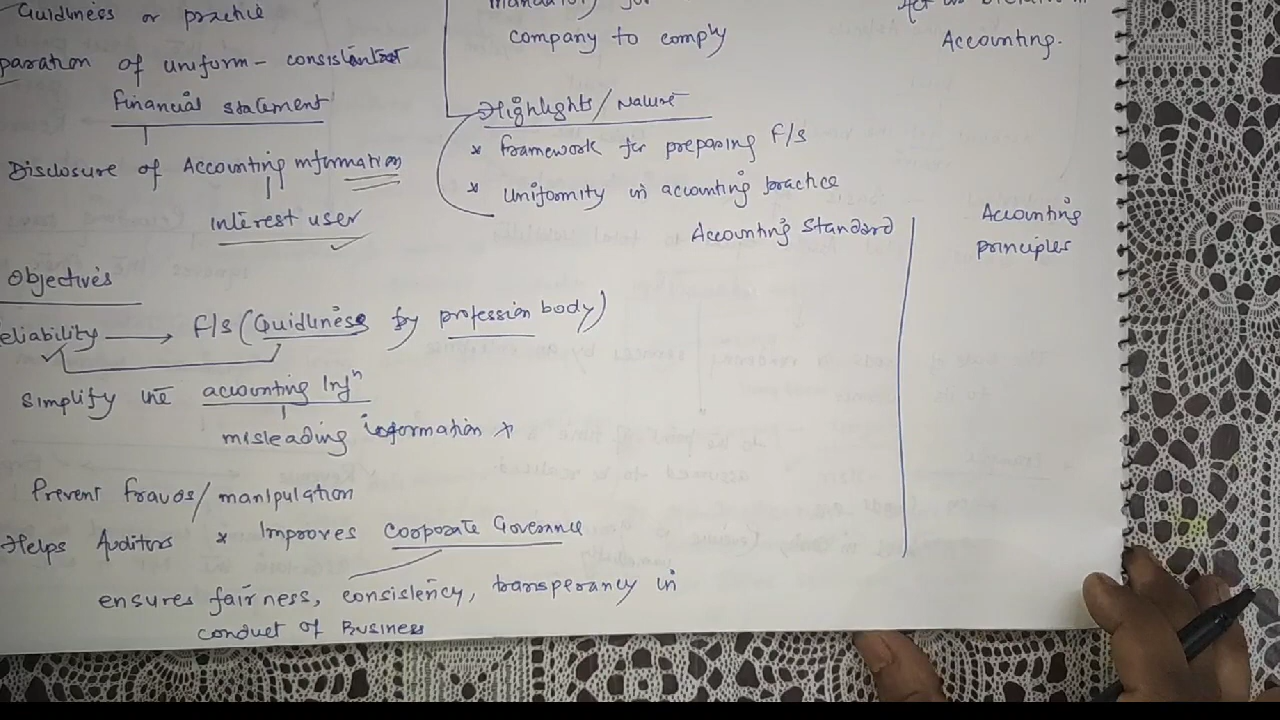 Guidliness or practice
paration of uniform - consistent
financial statement
Disclosure of Accounting information
interest user
Objectives
eliability → F/s (Guidliness by profession body)
Simplify the accounting Infn
misleading information ×
Prevent frauds/manipulation
Helps Auditors * Improves Coorporate Governance
ensures fairness, consistency, transperancy in
conduct of Business
company to comply
Highlights/Nature
* framework for preparing F/s
* Uniformity in accounting practice
Accounting.
Accounting Standard
Accounting
principles